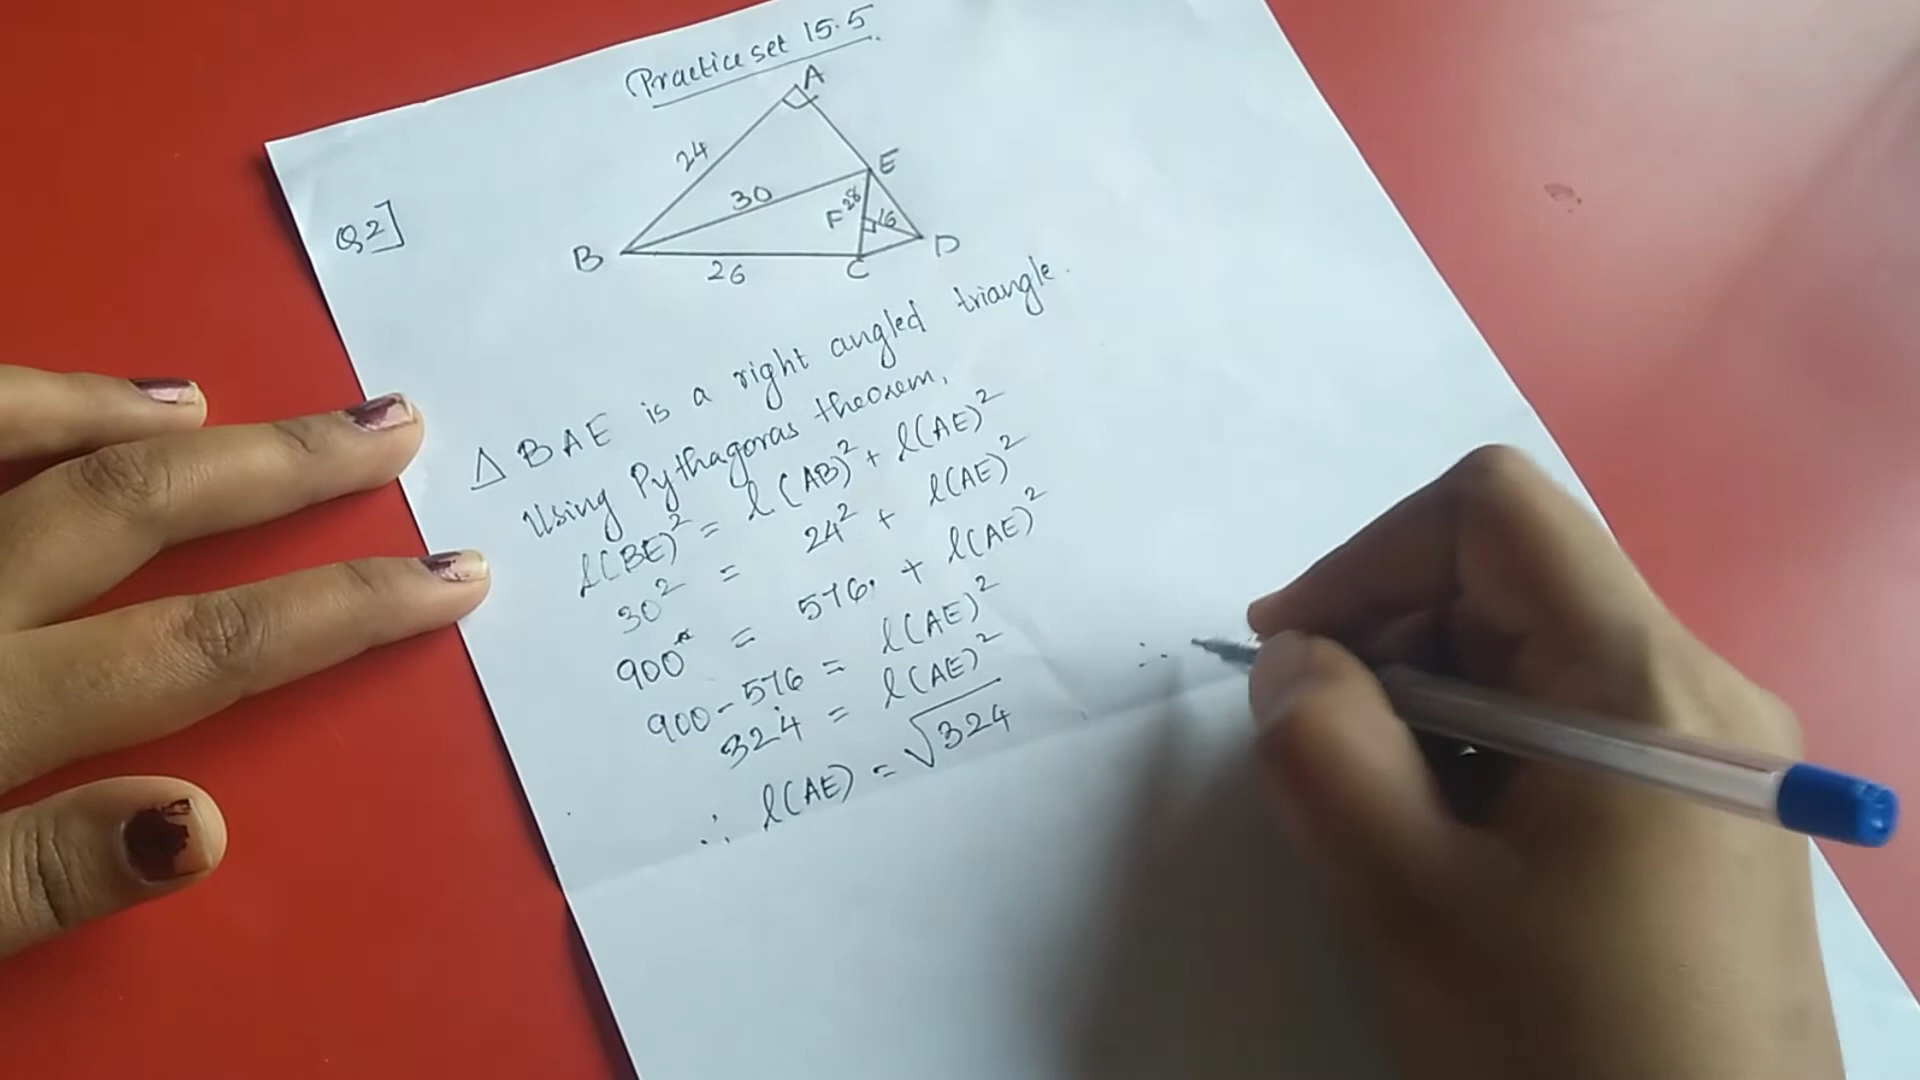 Practice set 15.5
A
24
E
30
F 28
16
Q2]
B
D
26
C
△ BAE is a right angled triangle.
Using Pythagoras theorem,
l(BE)² = l(AB)² + l(AE)²
30² = 24² + l(AE)²
900 = 576 + l(AE)²
900 - 576 = l(AE)²
324 = l(AE)²
∴ l(AE) = √324
∴